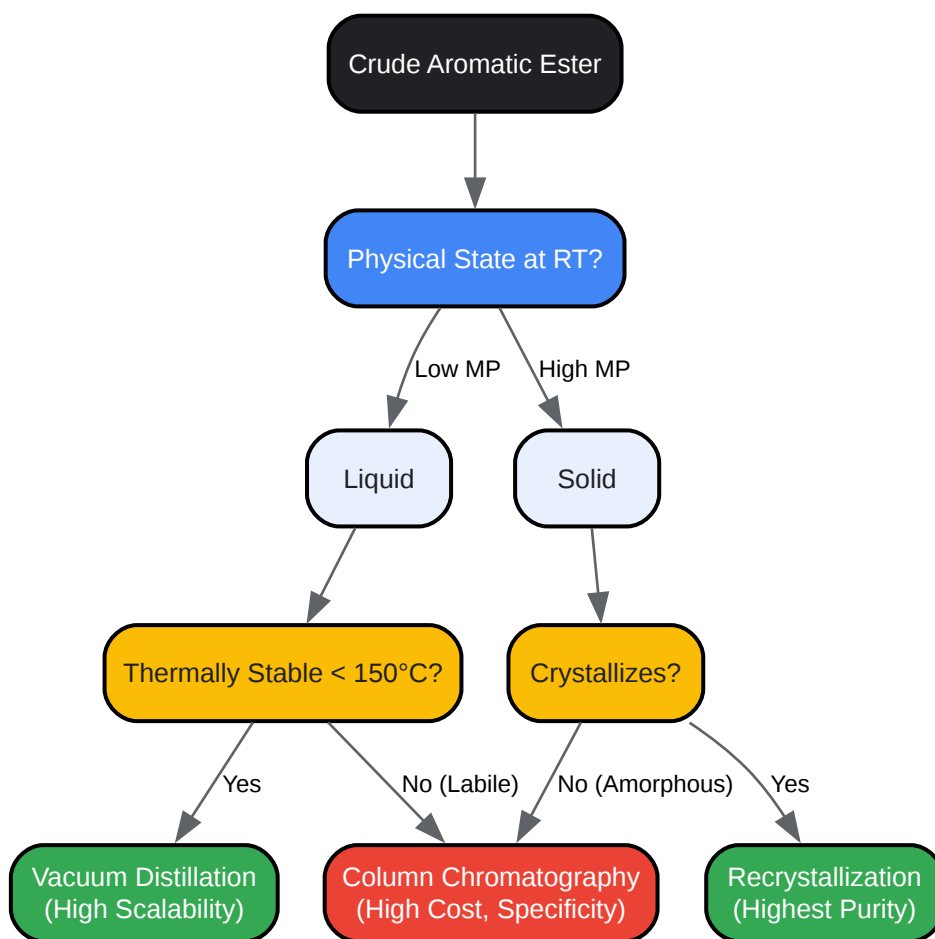 Crude Aromatic Ester
Physical State at RT?
Low MP
High MP
Liquid
Solid
Thermally Stable < 150°C?
Crystallizes?
Yes
No (Labile)
No (Amorphous)
Yes
Vacuum Distillation
(High Scalability)
Column Chromatography
(High Cost, Specificity)
Recrystallization
(Highest Purity)